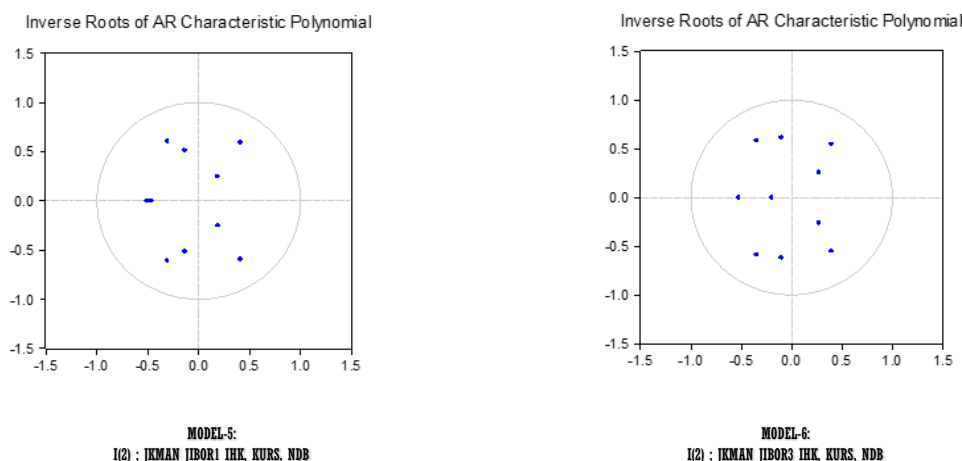 Inverse Roots of AR Characteristic Polynomial
1.5
1.0
0.5
0.0
-0.5
-1.0
-1.5
-1.5 -1.0 -0.5 0.0 0.5 1.0 1.5
MODEL-5:
I(2) ; JKMAN JIBOR1 IHK, KURS, NDB
Inverse Roots of AR Characteristic Polynomial
1.5
1.0
0.5
0.0
-0.5
-1.0
-1.5
-1.5 -1.0 -0.5 0.0 0.5 1.0 1.5
MODEL-6:
I(2) ; JKMAN JIBOR3 IHK, KURS, NDB